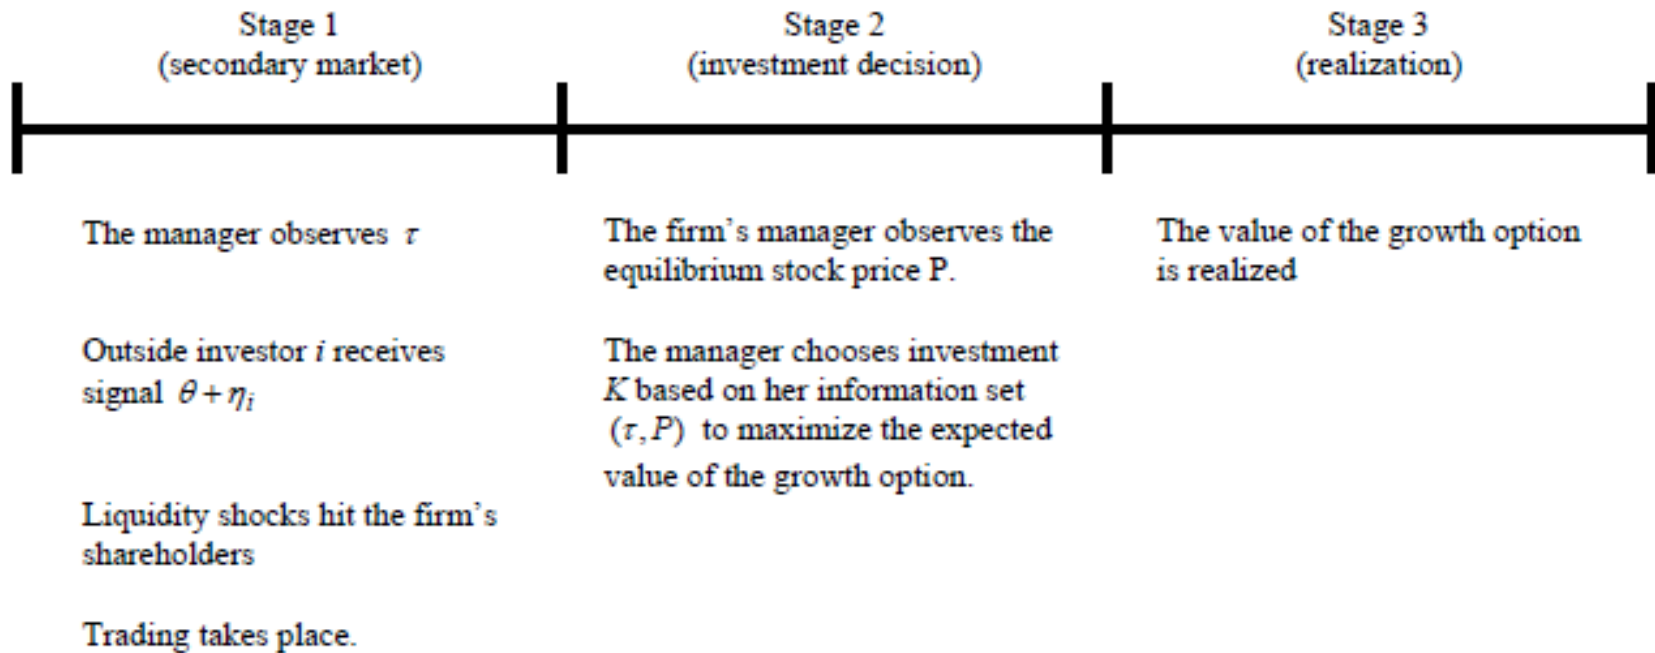 Stage 1
(secondary market)
Stage 2
(investment decision)
Stage 3
(realization)
The manager observes τ
Outside investor i receives
signal θ + η_i
Liquidity shocks hit the firm's
shareholders
Trading takes place.
The firm's manager observes the
equilibrium stock price P.
The manager chooses investment
K based on her information set
(τ, P) to maximize the expected
value of the growth option.
The value of the growth option
is realized